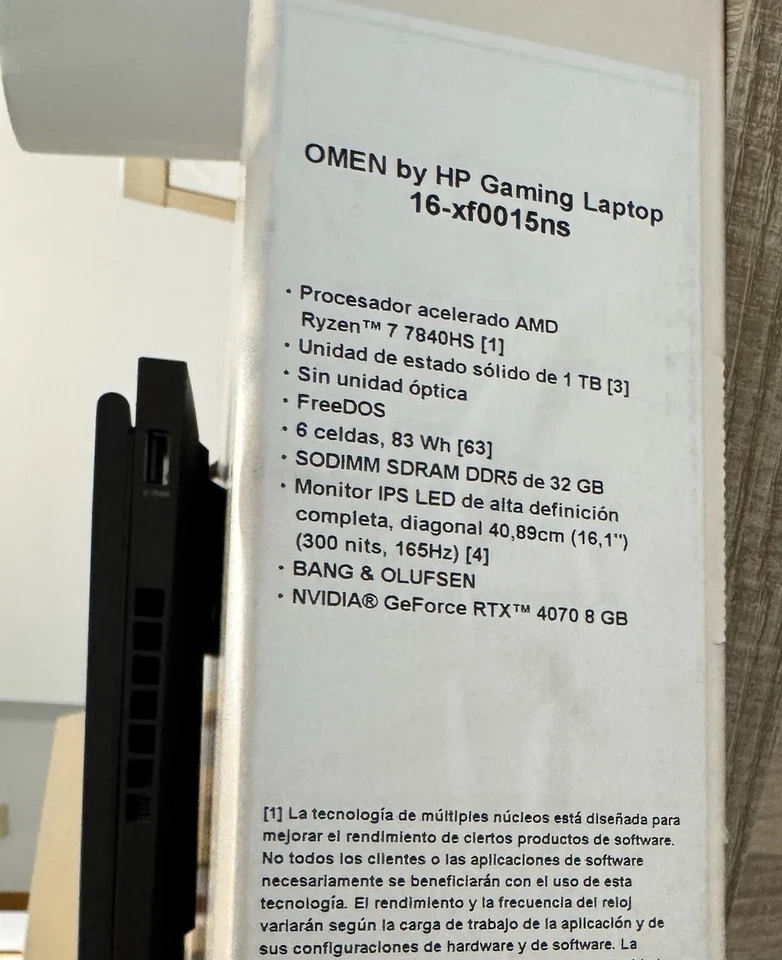 OMEN by HP Gaming Laptop
16-xf0015ns
• Procesador acelerado AMD
Ryzen™ 7 7840HS [1]
• Unidad de estado sólido de 1 TB [3]
• Sin unidad óptica
• FreeDOS
• 6 celdas, 83 Wh [63]
• SODIMM SDRAM DDR5 de 32 GB
• Monitor IPS LED de alta definición
completa, diagonal 40,89cm (16,1")
(300 nits, 165Hz) [4]
• BANG & OLUFSEN
• NVIDIA® GeForce RTX™ 4070 8 GB
[1] La tecnología de múltiples núcleos está diseñada para
mejorar el rendimiento de ciertos productos de software.
No todos los clientes o las aplicaciones de software
necesariamente se beneficiarán con el uso de esta
tecnología. El rendimiento y la frecuencia del reloj
variarán según la carga de trabajo de la aplicación y de
sus configuraciones de hardware y de software. La